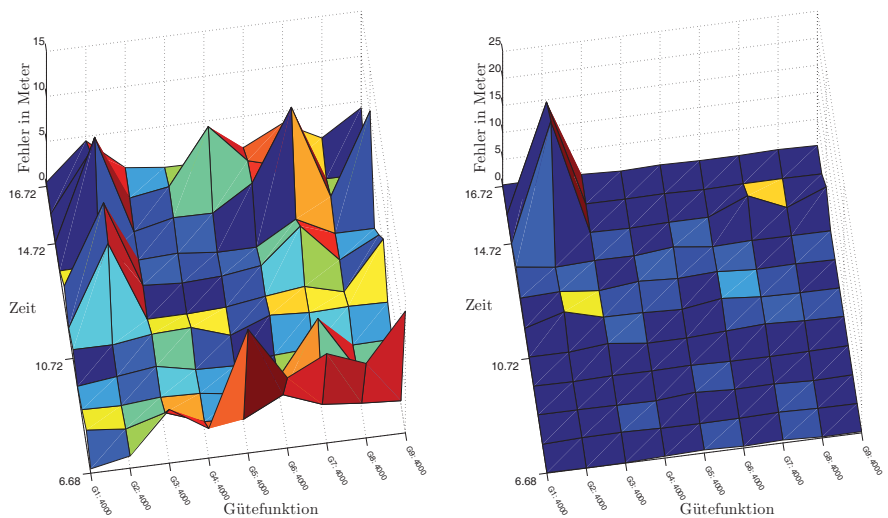 15
10
5
0
Fehler in Meter
16.72
14.72
10.72
6.68
Zeit
G1: 4000
G2: 4000
G3: 4000
G4: 4000
G5: 4000
G6: 4000
G7: 4000
G8: 4000
G9: 4000
Gütefunktion
25
20
15
10
5
0
Fehler in Meter
16.72
14.72
10.72
6.68
Zeit
G1: 4000
G2: 4000
G3: 4000
G4: 4000
G5: 4000
G6: 4000
G7: 4000
G8: 4000
G9: 4000
Gütefunktion